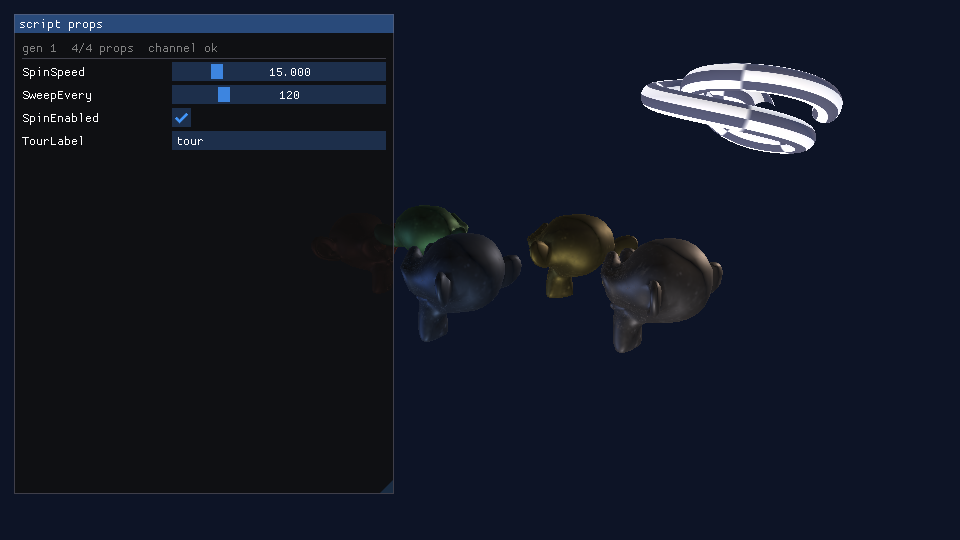 script props
gen 1  4/4 props  channel ok
SpinSpeed 15.000
SweepEvery 120
SpinEnabled
TourLabel tour